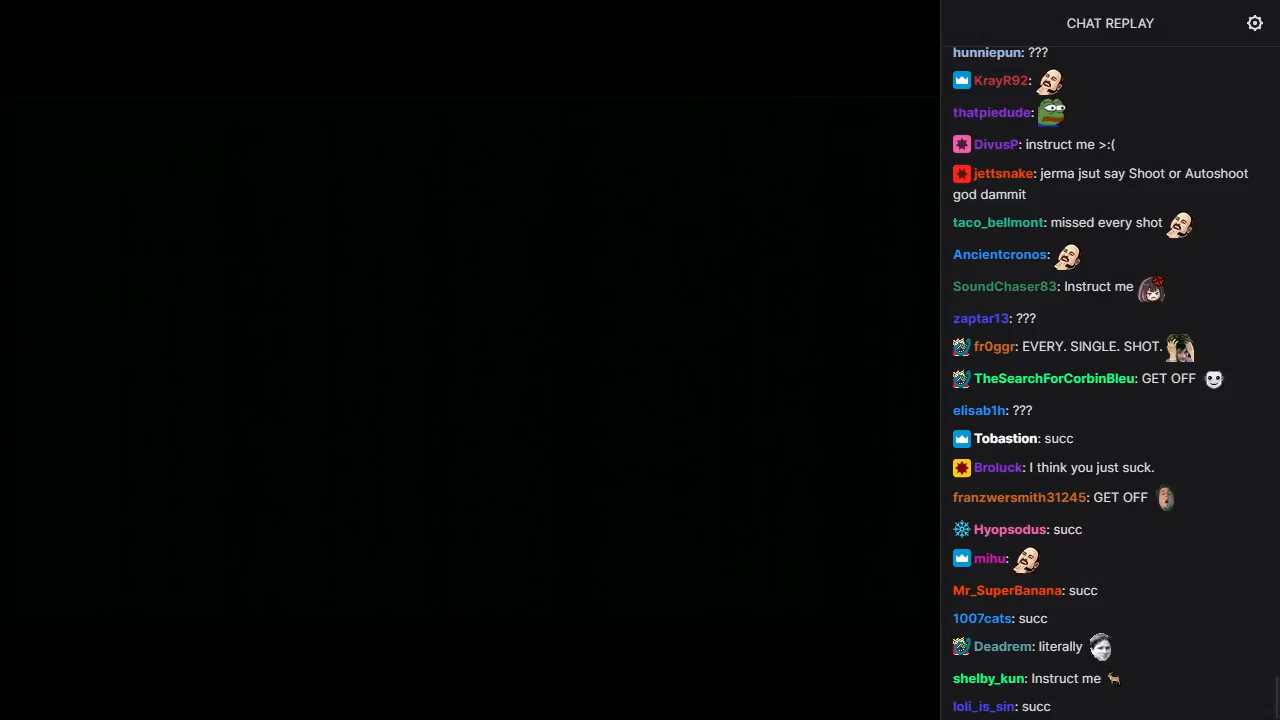 CHAT REPLAY
hunniepun: ???
KrayR92:
thatpiedude:
DivusP: instruct me >:(
jettsnake: jerma jsut say Shoot or Autoshoot
god dammit
taco_bellmont: missed every shot
Ancientcronos:
SoundChaser83: Instruct me
zaptar13: ???
fr0ggr: EVERY. SINGLE. SHOT.
TheSearchForCorbinBleu: GET OFF
elisab1h: ???
Tobastion: succ
Broluck: I think you just suck.
franzwersmith31245: GET OFF
Hyopsodus: succ
mihu:
Mr_SuperBanana: succ
1007cats: succ
Deadrem: literally
shelby_kun: Instruct me
loli_is_sin: succ